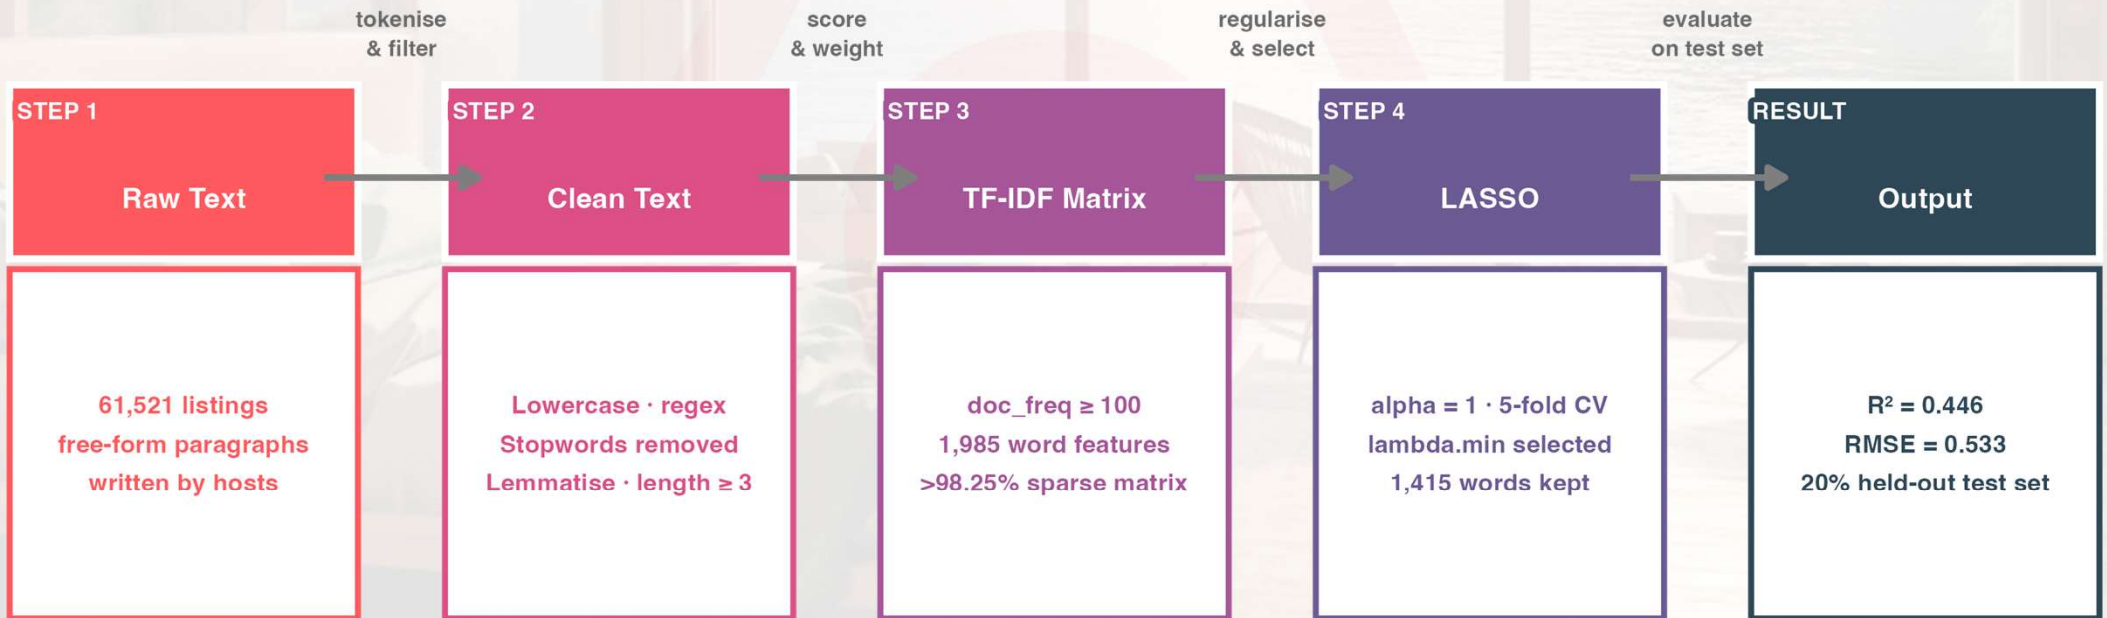 tokenise
& filter
score
& weight
regularise
& select
evaluate
on test set
STEP 1
Raw Text
STEP 2
Clean Text
STEP 3
TF-IDF Matrix
STEP 4
LASSO
RESULT
Output
61,521 listings
free-form paragraphs
written by hosts
Lowercase · regex
Stopwords removed
Lemmatise · length ≥ 3
doc_freq ≥ 100
1,985 word features
>98.25% sparse matrix
alpha = 1 · 5-fold CV
lambda.min selected
1,415 words kept
R² = 0.446
RMSE = 0.533
20% held-out test set